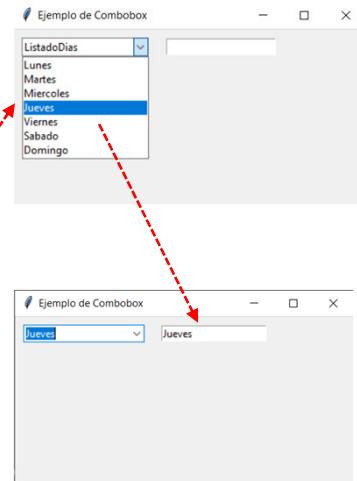 Ejemplo de Combobox
ListadoDias
Lunes
Martes
Miercoles
Jueves
Viernes
Sabado
Domingo
Ejemplo de Combobox
Jueves Jueves